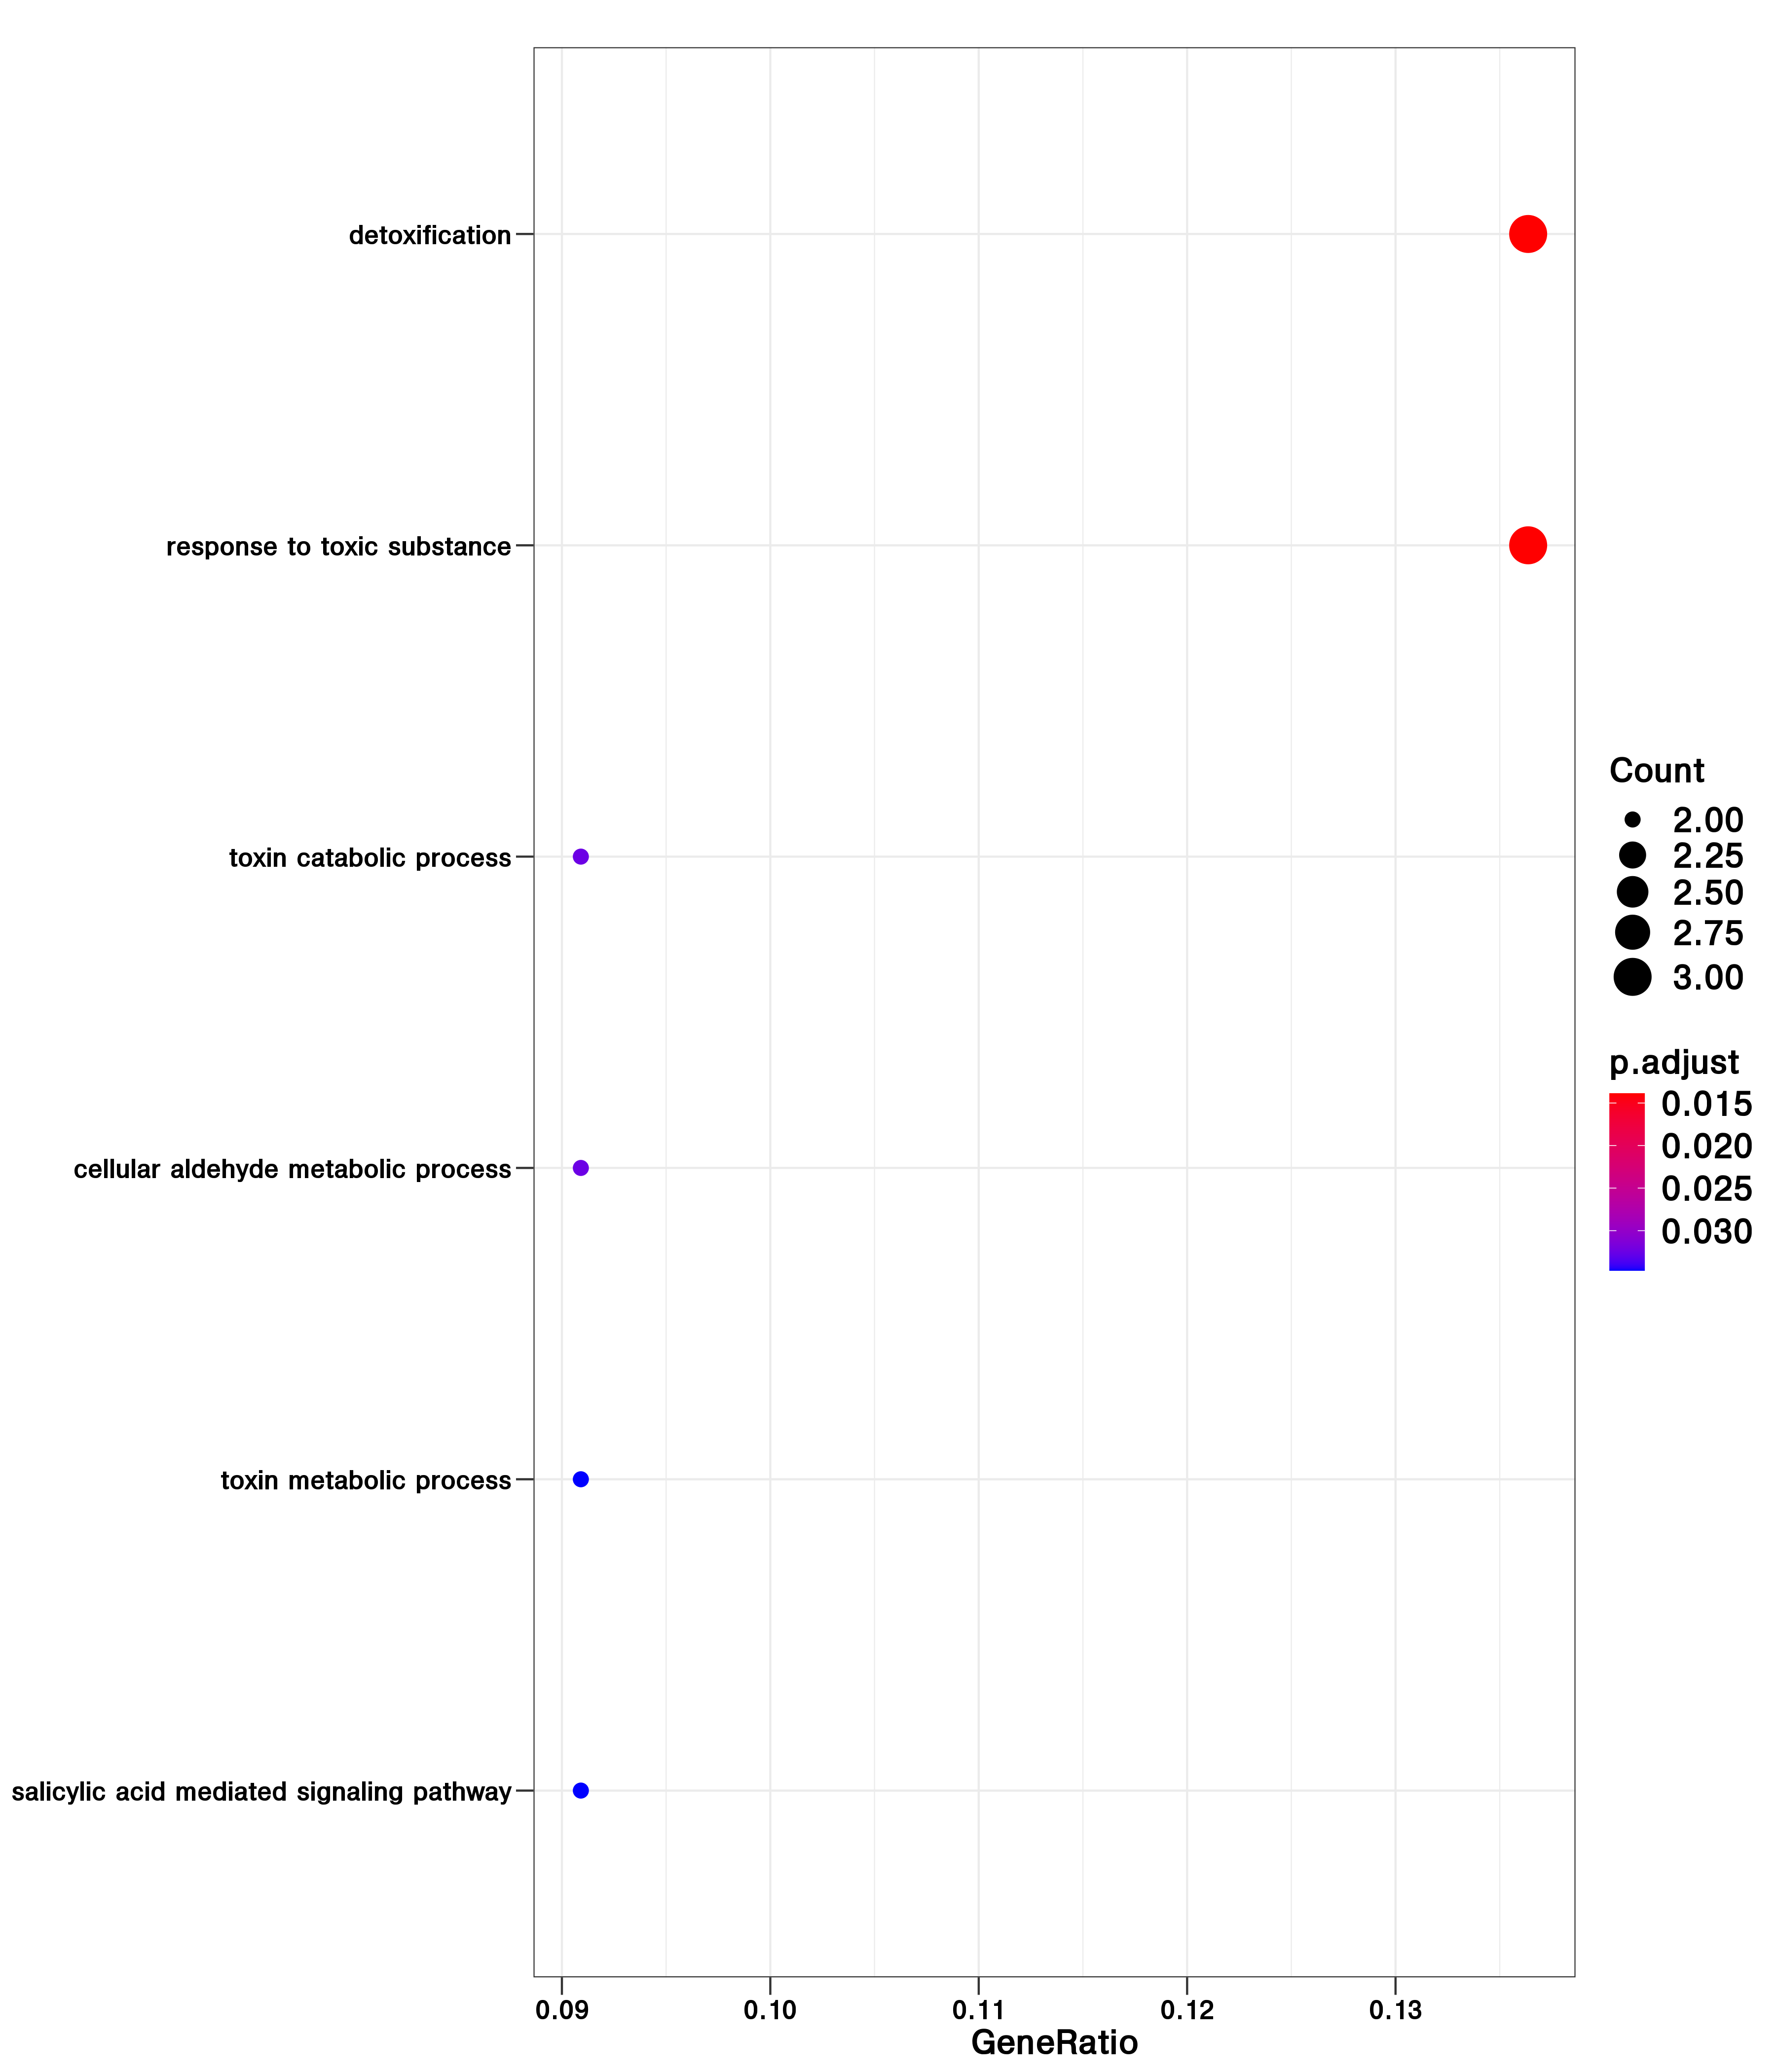 detoxification
response to toxic substance
toxin catabolic process
cellular aldehyde metabolic process
toxin metabolic process
salicylic acid mediated signaling pathway
0.09 0.10 0.11 0.12 0.13
GeneRatio
Count
2.00
2.25
2.50
2.75
3.00
p.adjust
0.015
0.020
0.025
0.030